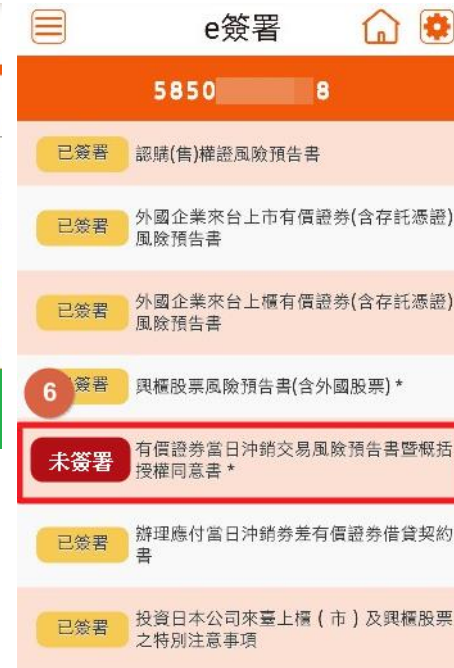 e簽署
5850 8
已簽署 認購(售)權證風險預告書
已簽署 外國企業來台上市有價證券(含存託憑證)
風險預告書
已簽署 外國企業來台上櫃有價證券(含存託憑證)
風險預告書
6 簽署 興櫃股票風險預告書(含外國股票) *
未簽署 有價證券當日沖銷交易風險預告書暨概括
授權同意書 *
已簽署 辦理應付當日沖銷券差有價證券借貸契約
書
已簽署 投資日本公司來臺上櫃 ( 市 ) 及興櫃股票
之特別注意事項